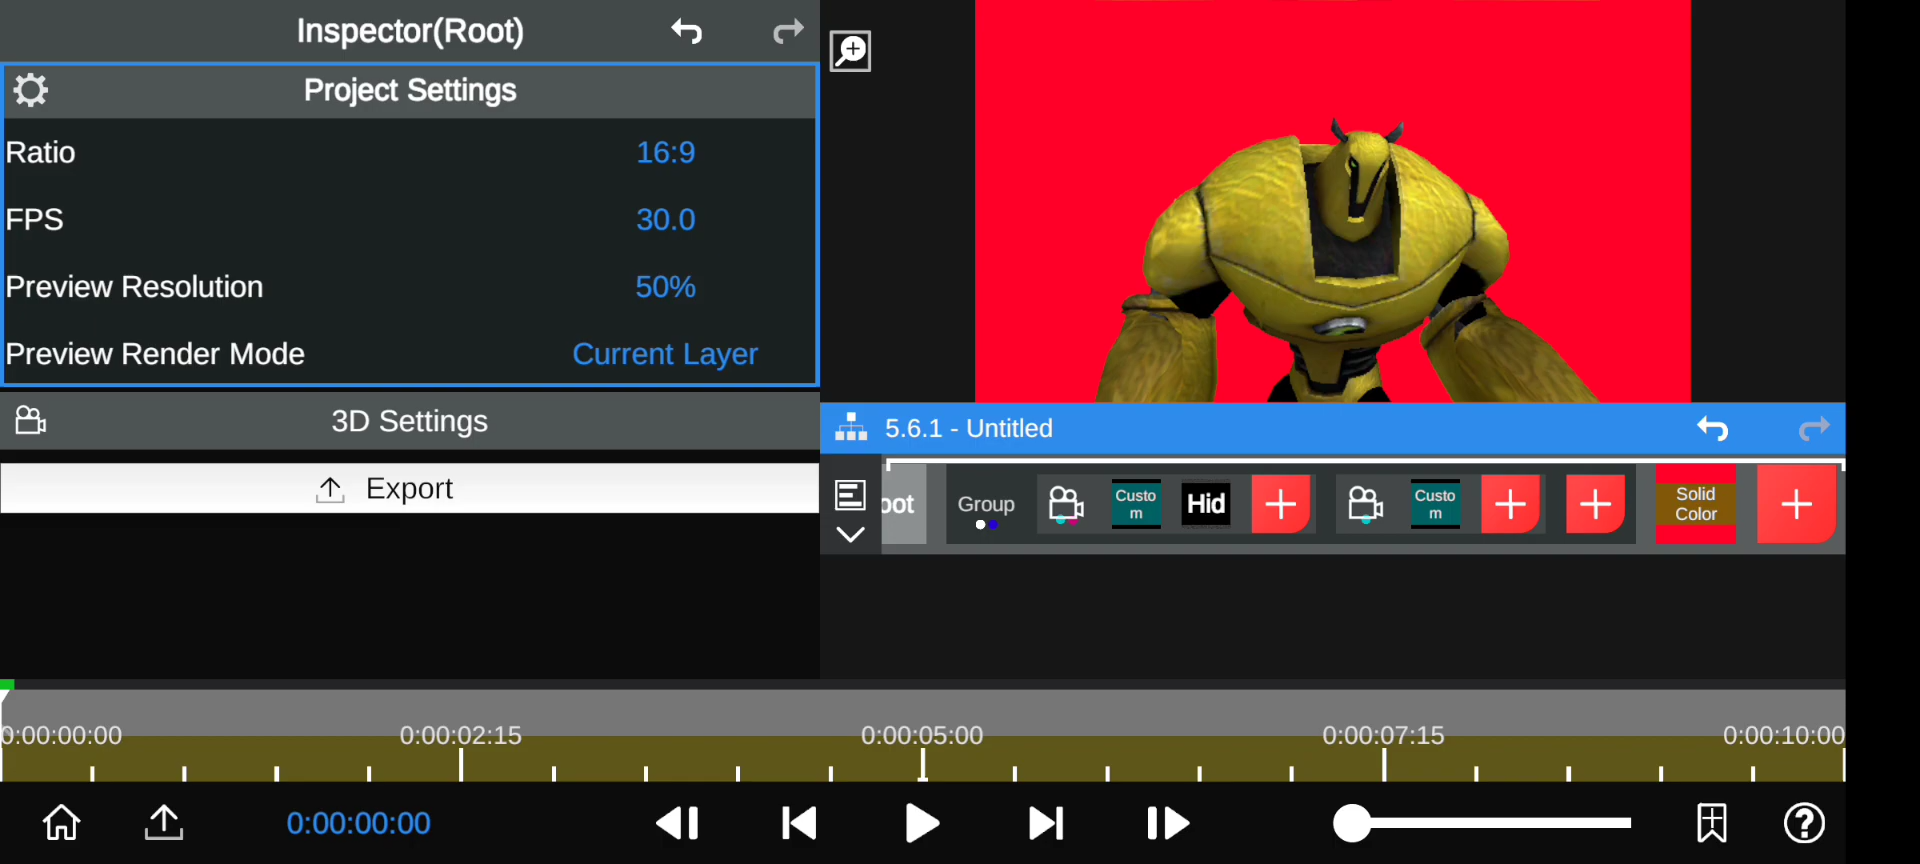 Inspector(Root)
Project Settings
Ratio 16:9
FPS 30.0
Preview Resolution 50%
Preview Render Mode Current Layer
3D Settings
Export
5.6.1 - Untitled
oot
Group
Custo
m
Hid
Custo
m
Solid
Color
0:00:00:00 0:00:02:15 0:00:05:00 0:00:07:15 0:00:10:00
0:00:00:00